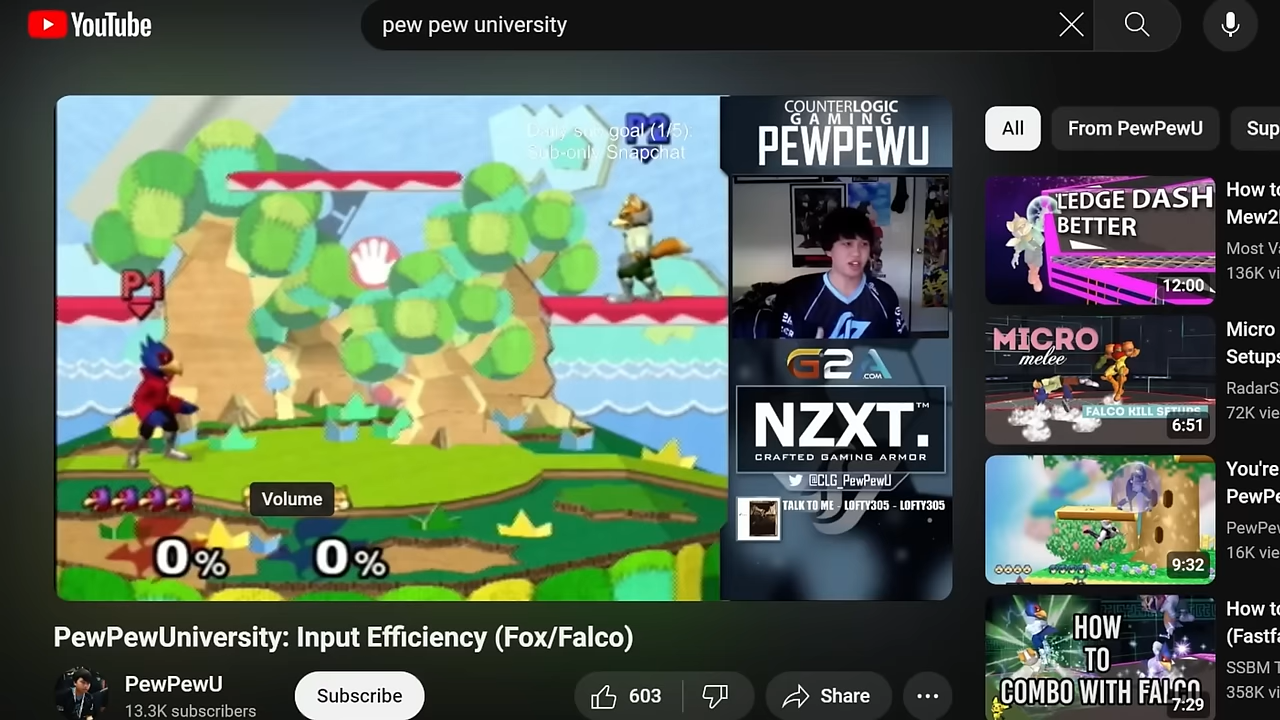 YouTube
pew pew university
P2
Daily sub goal (1/5):
Sub-only Snapchat
P1
Volume
0%
0%
COUNTERLOGIC
GAMING
PEWPEWU
G2A
.COM
NZXT.™
CRAFTED GAMING ARMOR
@CLG_PewPewU
TALK TO ME - LOFTY305 - LOFTY305
PewPewUniversity: Input Efficiency (Fox/Falco)
PewPewU
13.3K subscribers
Subscribe
603
Share
All
From PewPewU
Sup
LEDGE DASH
BETTER
12:00
How to
Mew2
Most Va
136K vi
MICRO
melee
FALCO KILL SETUPS
6:51
Micro
Setups
RadarS
72K vie
9:32
You're
PewPe
PewPew
16K vie
HOW
TO
COMBO WITH FALCO
7:29
How to
(Fastfa
SSBM T
358K vi